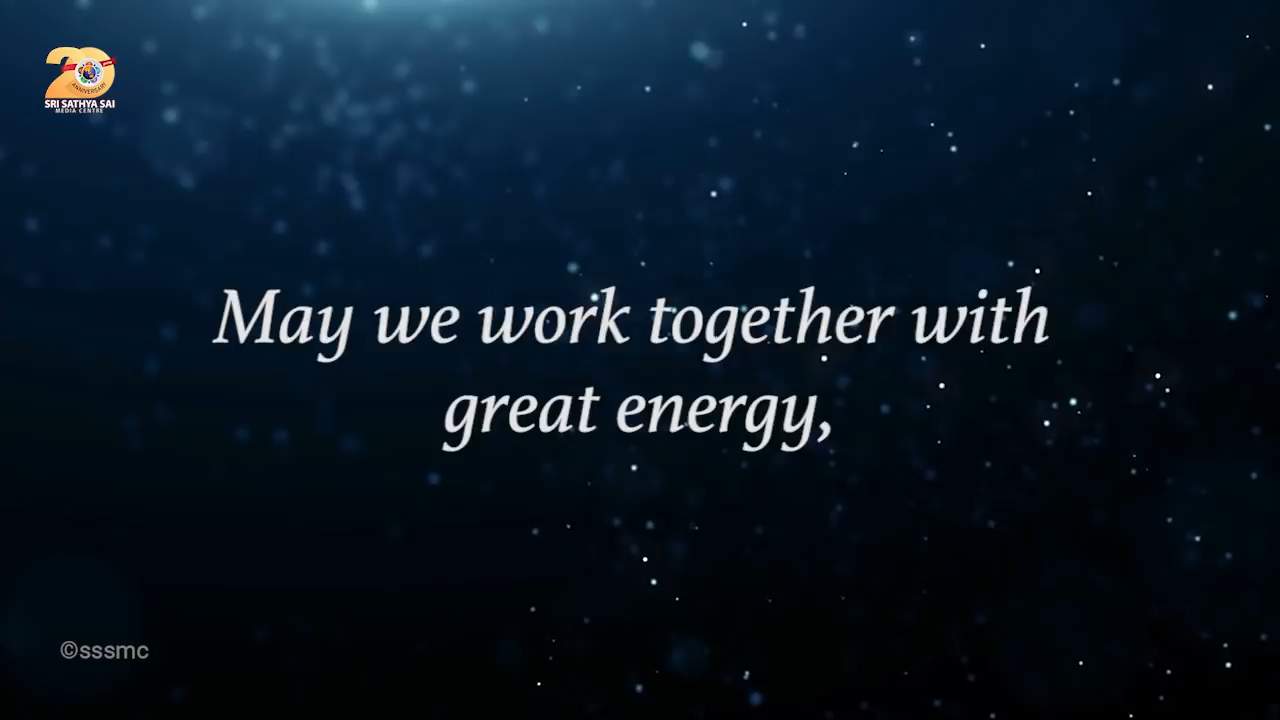 20
ANNIVERSARY
SRI SATHYA SAI
MEDIA CENTRE
May we work together with
great energy,
©sssmc